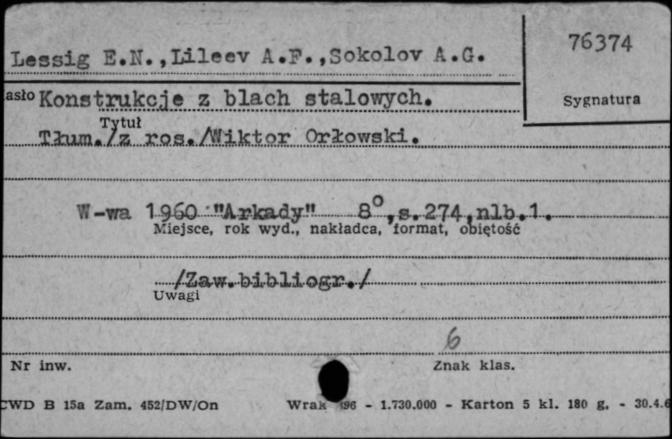 76374
Lessig E.N.,Lileev A.F.,Sokolov A.G.
Sygnatura
asło Konstrukcje z blach stalowych.
Tytuł
Tłum./z ros./Wiktor Orłowski.
W-wa 1960 "Arkady" 8°,s.274,nlb.1.
Miejsce, rok wyd., nakładca, format, objętość
/Zaw.bibliogr./
Uwagi
6
Nr inw. Znak klas.
CWD B 15a Zam. 452/DW/On Wrak 396 - 1.730.000 - Karton 5 kl. 180 g. - 30.4.6